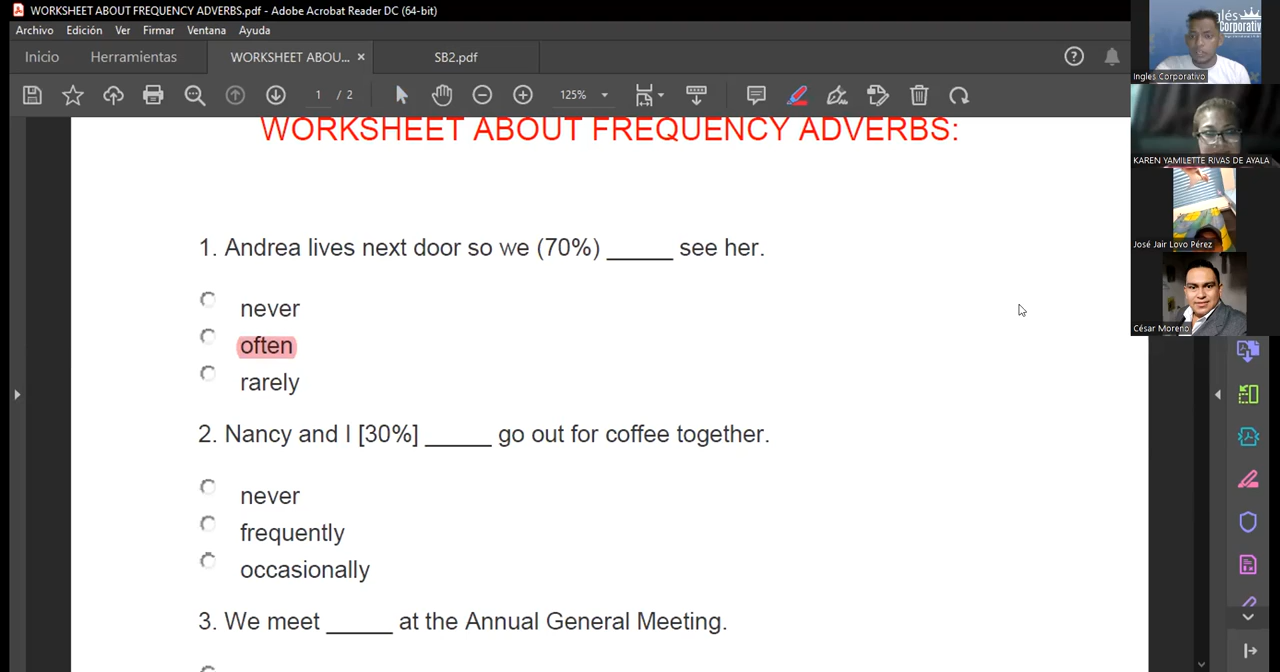 WORKSHEET ABOUT FREQUENCY ADVERBS.pdf - Adobe Acrobat Reader DC (64-bit)
Archivo Edición Ver Firmar Ventana Ayuda
Inicio Herramientas WORKSHEET ABOU... × SB2.pdf
1 / 2 125%
WORKSHEET ABOUT FREQUENCY ADVERBS:
1. Andrea lives next door so we (70%) _____ see her.
never
often
rarely
2. Nancy and I [30%] _____ go out for coffee together.
never
frequently
occasionally
3. We meet _____ at the Annual General Meeting.
Ingles Corporativo
KAREN YAMILETTE RIVAS DE AYALA
José Jair Lovo Pérez
César Moreno